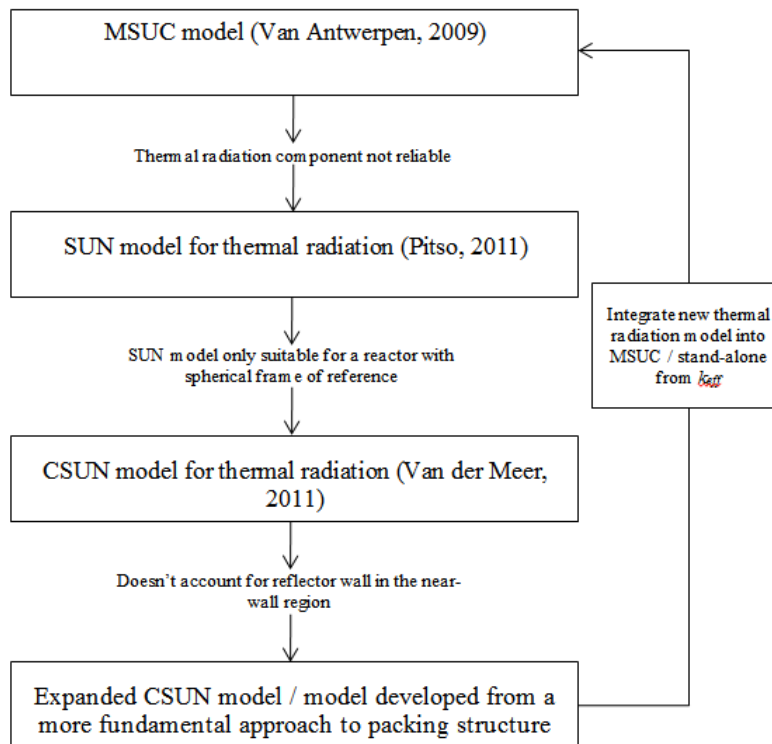 MSUC model (Van Antwerpen, 2009)
Thermal radiation component not reliable
SUN model for thermal radiation (Pitso, 2011)
SUN model only suitable for a reactor with
spherical frame of reference
CSUN model for thermal radiation (Van der Meer,
2011)
Doesn't account for reflector wall in the near-
wall region
Expanded CSUN model / model developed from a
more fundamental approach to packing structure
Integrate new thermal
radiation model into
MSUC / stand-alone
from keff